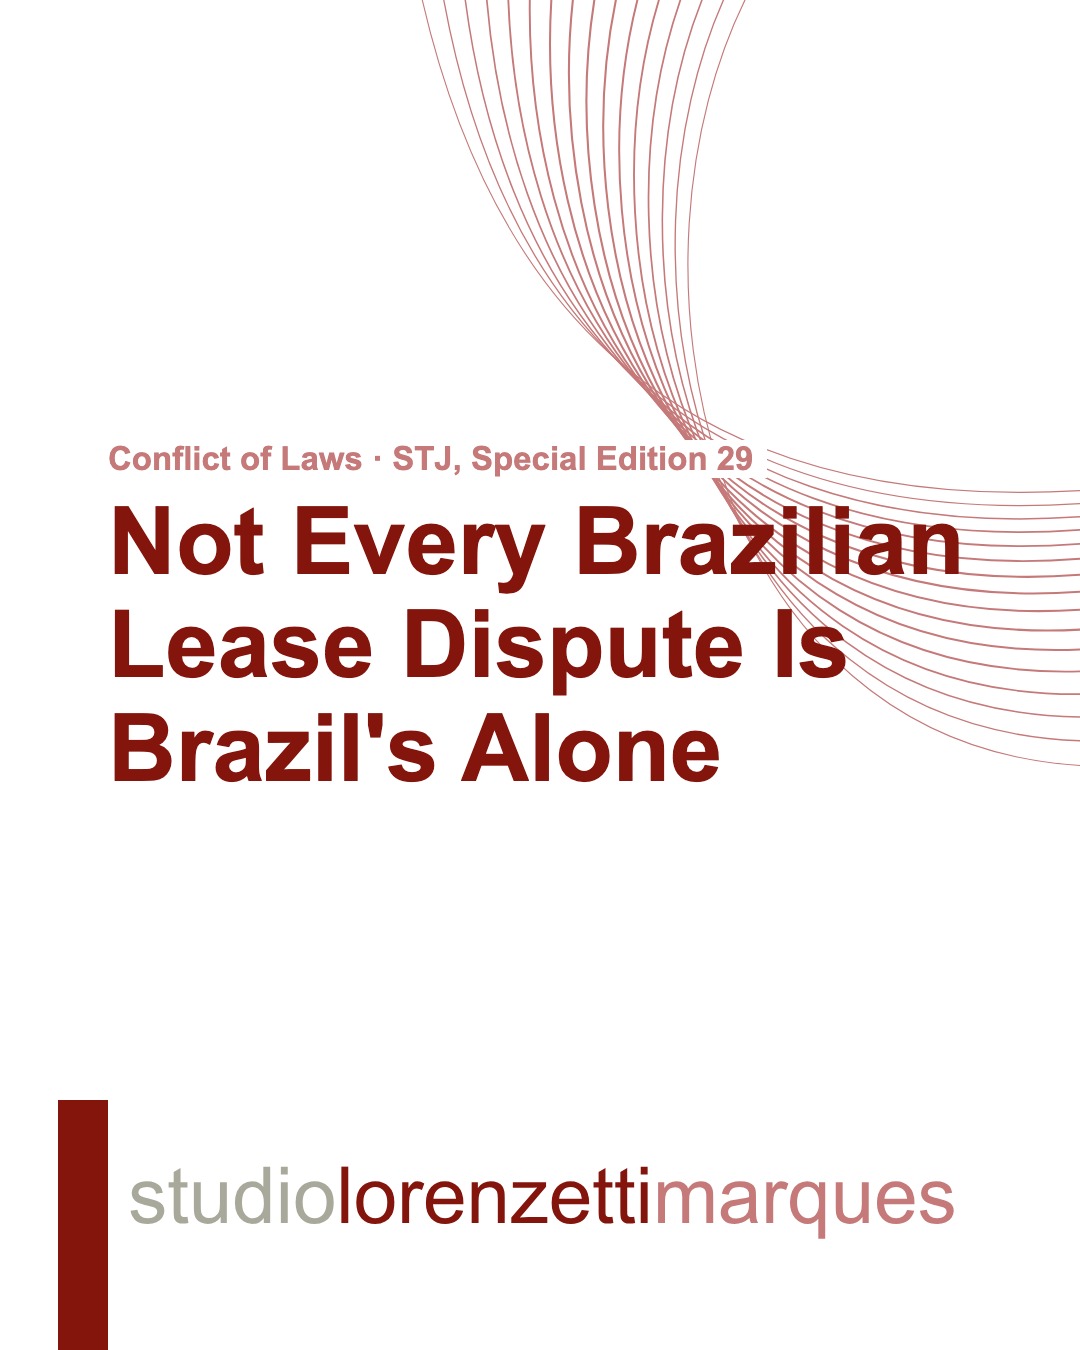 Conflict of Laws · STJ, Special Edition 29
Not Every Brazilian
Lease Dispute Is
Brazil's Alone
studiolorenzettimarques